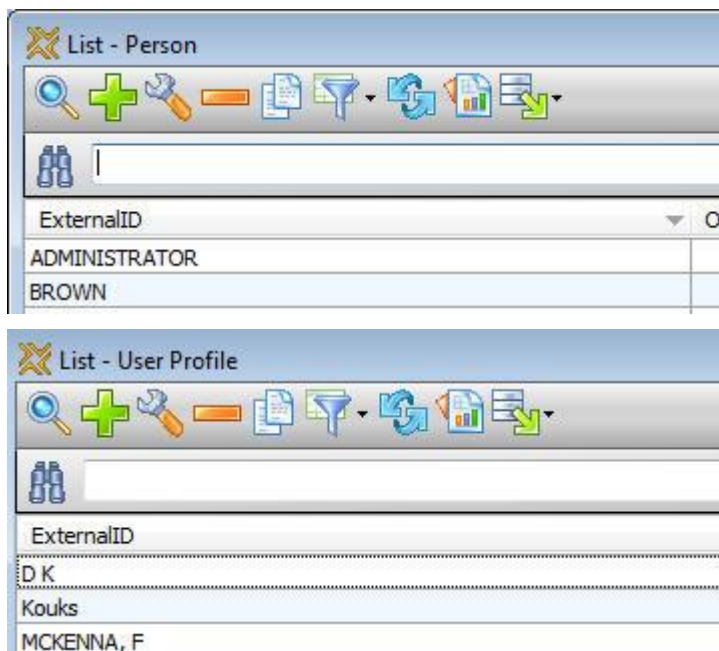 List - Person
ExternalID O
ADMINISTRATOR
BROWN
List - User Profile
ExternalID
D K
Kouks
MCKENNA, F